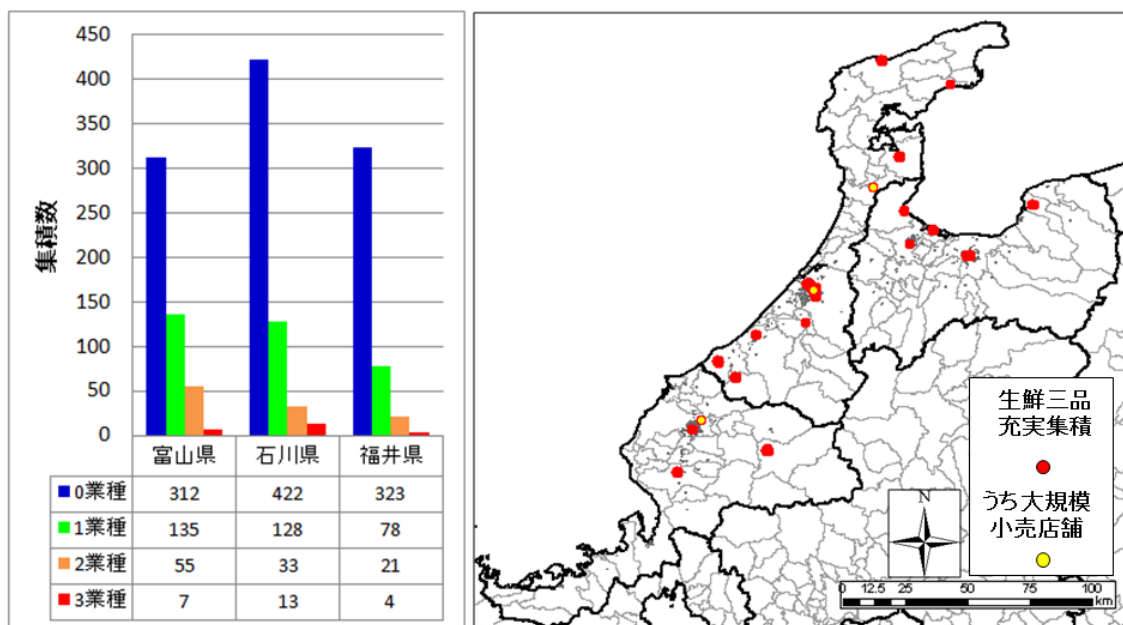 450
400
350
300
250
200
150
100
50
0
集積数
富山県 石川県 福井県
0業種 312 422 323
1業種 135 128 78
2業種 55 33 21
3業種 7 13 4
生鮮三品
充実集積
うち大規模
小売店舗
N
0 12.5 25 50 75 100
km